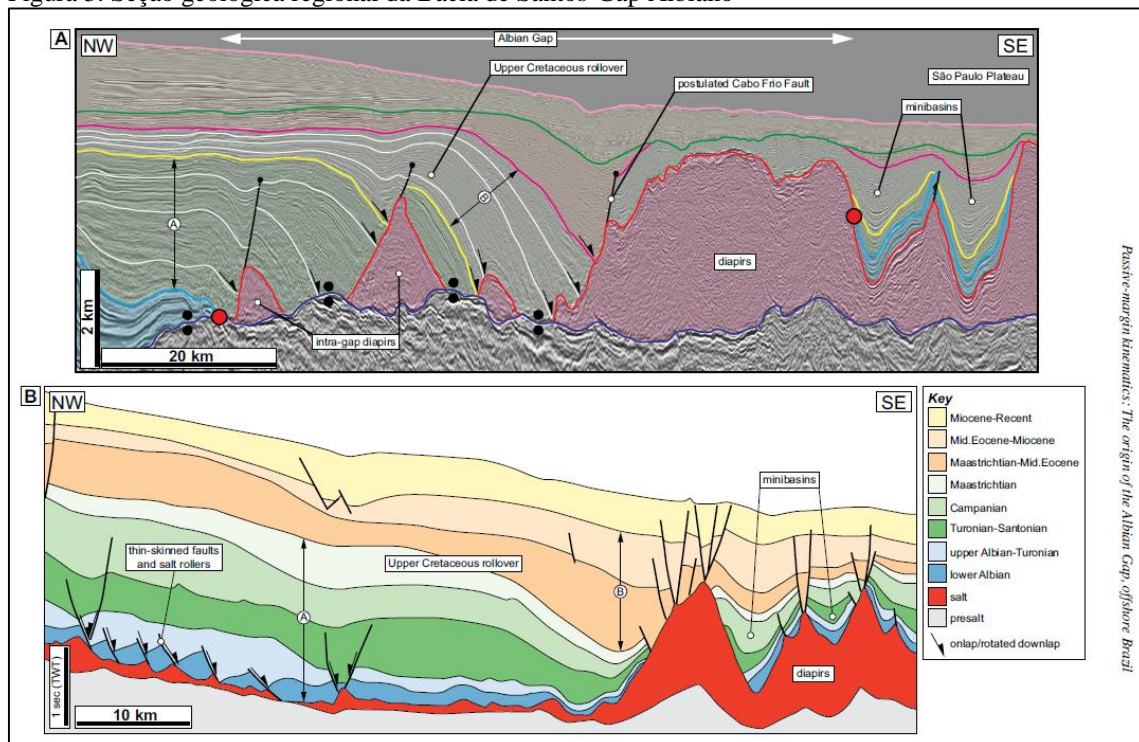 Figura 3: Seção geológica regional da Bacia de Santos-Gap Albiano
A
NW
Albian Gap
SE
Upper Cretaceous rollover
postulated Cabo Frio Fault
São Paulo Plateau
minibasins
A
B
diapirs
2 km
intra-gap diapirs
20 km
Passive-margin kinematics: The origin of the Albian Gap, offshore Brazil
B
NW
SE
Key
Miocene-Recent
Mid.Eocene-Miocene
Maastrichtian-Mid.Eocene
Maastrichtian
Campanian
Turonian-Santonian
upper Albian-Turonian
lower Albian
salt
presalt
onlap/rotated downlap
minibasins
thin-skinned faults
and salt rollers
Upper Cretaceous rollover
A
B
diapirs
1 sec (TWT)
10 km